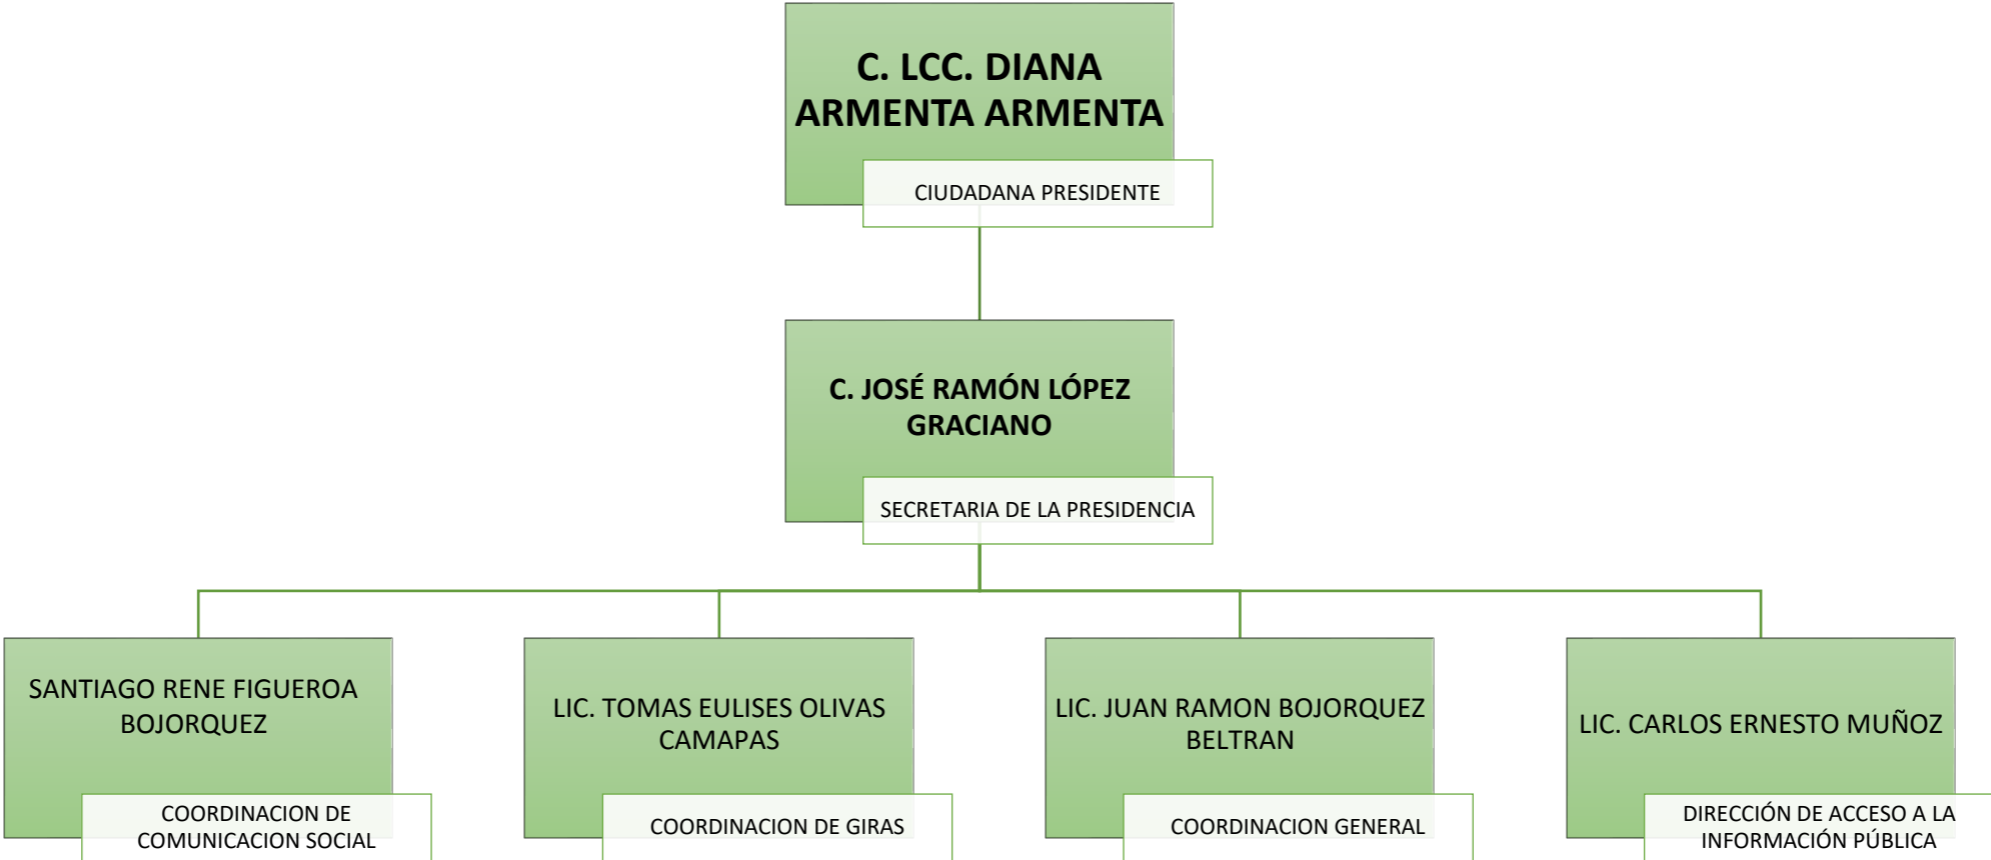 C. LCC. DIANA
ARMENTA ARMENTA
CIUDADANA PRESIDENTE
C. JOSÉ RAMÓN LÓPEZ
GRACIANO
SECRETARIA DE LA PRESIDENCIA
SANTIAGO RENE FIGUEROA
BOJORQUEZ
COORDINACION DE
COMUNICACION SOCIAL
LIC. TOMAS EULISES OLIVAS
CAMAPAS
COORDINACION DE GIRAS
LIC. JUAN RAMON BOJORQUEZ
BELTRAN
COORDINACION GENERAL
LIC. CARLOS ERNESTO MUÑOZ
DIRECCIÓN DE ACCESO A LA
INFORMACIÓN PÚBLICA